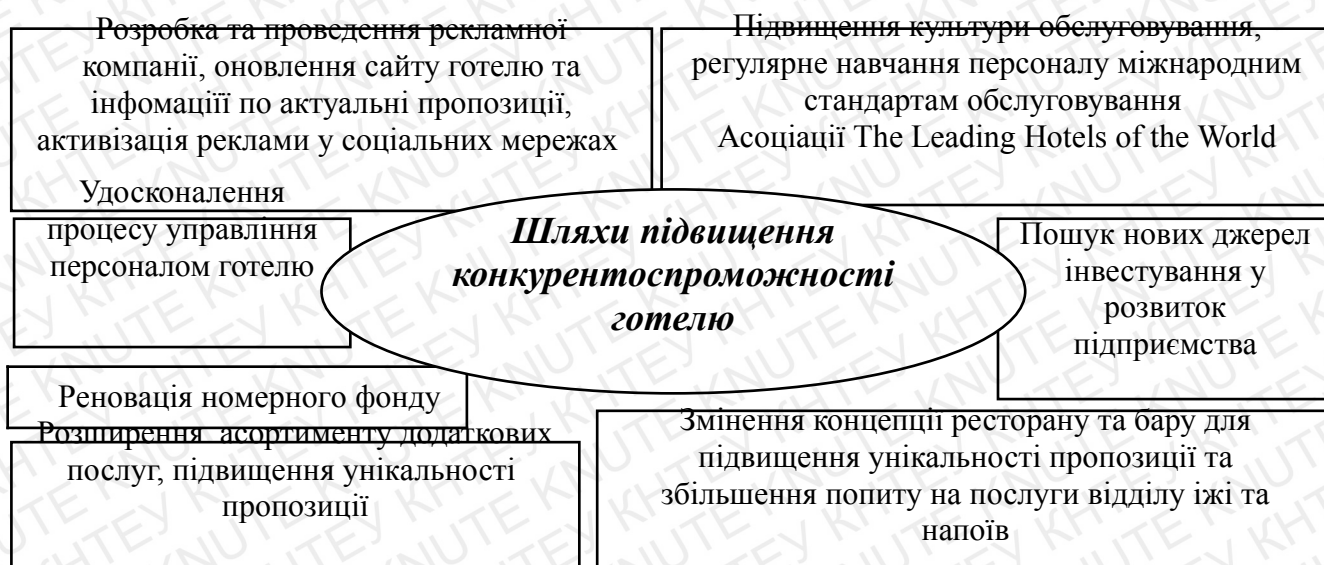 Розробка та проведення рекламної
компанії, оновлення сайту готелю та
інфомаціїї по актуальні пропозиції,
активізація реклами у соціальних мережах
Підвищення культури обслуговування,
регулярне навчання персоналу міжнародним
стандартам обслуговування
Асоціації The Leading Hotels of the World
Удосконалення
процесу управління
персоналом готелю
Шляхи підвищення
конкурентоспроможності
готелю
Пошук нових джерел
інвестування у
розвиток
підприємства
Реновація номерного фонду
Розширення асортименту додаткових
послуг, підвищення унікальності
пропозиції
Змінення концепції ресторану та бару для
підвищення унікальності пропозиції та
збільшення попиту на послуги відділу іжі та
напоїв